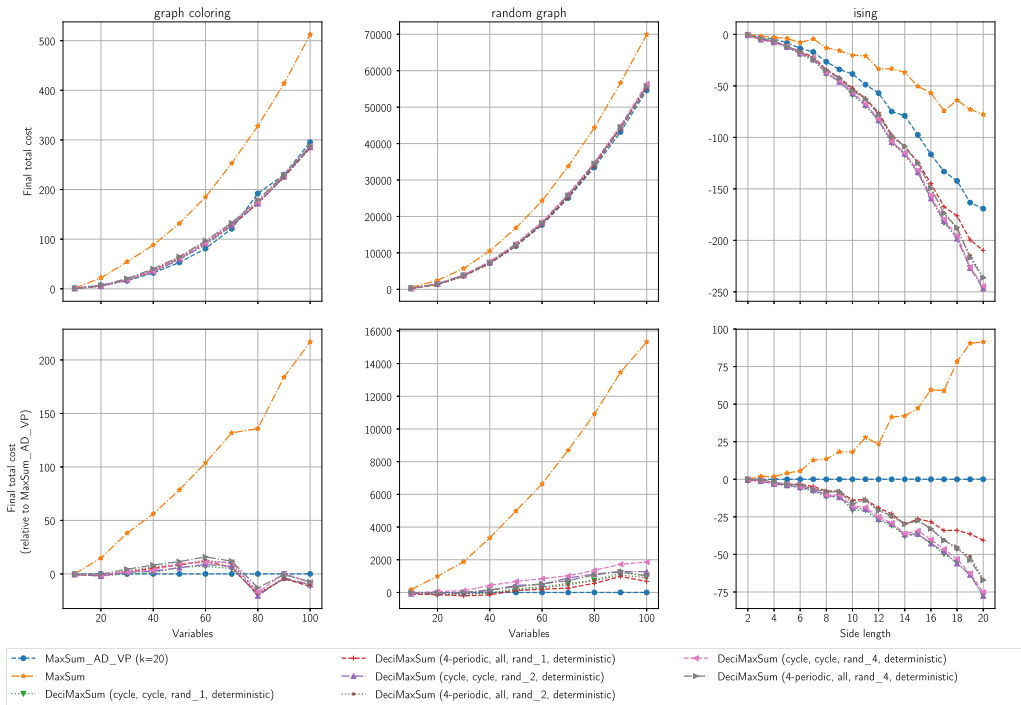 graph coloring
random graph
ising
Final total cost
500
400
300
200
100
0
70000
60000
50000
40000
30000
20000
10000
0
0
-50
-100
-150
-200
-250
Final total cost
(relative to MaxSum_AD_VP)
200
150
100
50
0
16000
14000
12000
10000
8000
6000
4000
2000
0
100
75
50
25
0
-25
-50
-75
20 40 60 80 100
20 40 60 80 100
2 4 6 8 10 12 14 16 18 20
Variables
Variables
Side length
MaxSum_AD_VP (k=20)
MaxSum
DeciMaxSum (cycle, cycle, rand_1, deterministic)
DeciMaxSum (4-periodic, all, rand_1, deterministic)
DeciMaxSum (cycle, cycle, rand_2, deterministic)
DeciMaxSum (4-periodic, all, rand_2, deterministic)
DeciMaxSum (cycle, cycle, rand_4, deterministic)
DeciMaxSum (4-periodic, all, rand_4, deterministic)